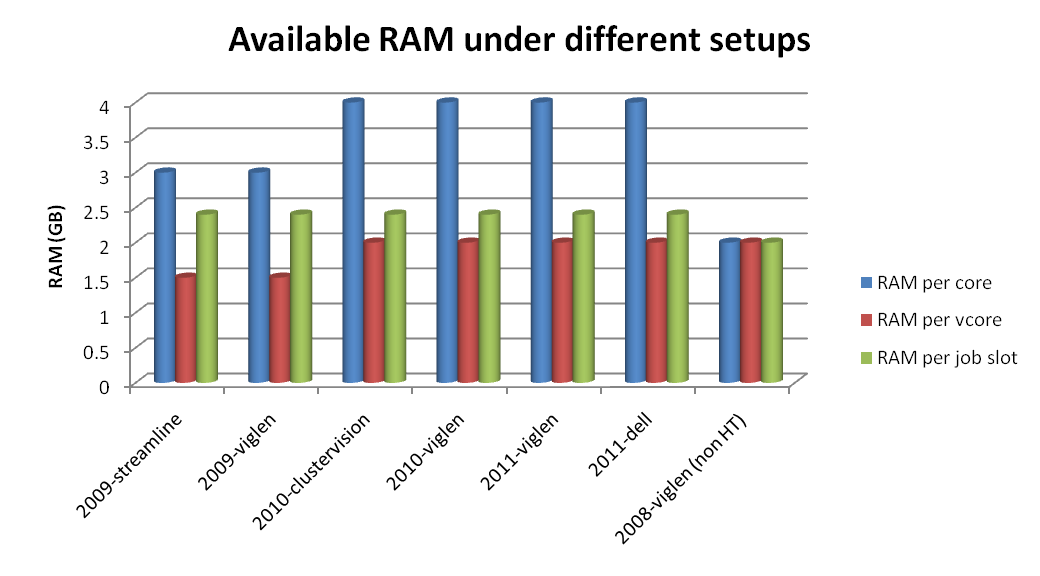 Available RAM under different setups
4
3.5
3
2.5
2
1.5
1
0.5
0
RAM (GB)
2009-streamline
2009-viglen
2010-clustervision
2010-viglen
2011-viglen
2011-dell
2008-viglen (non HT)
RAM per core
RAM per vcore
RAM per job slot